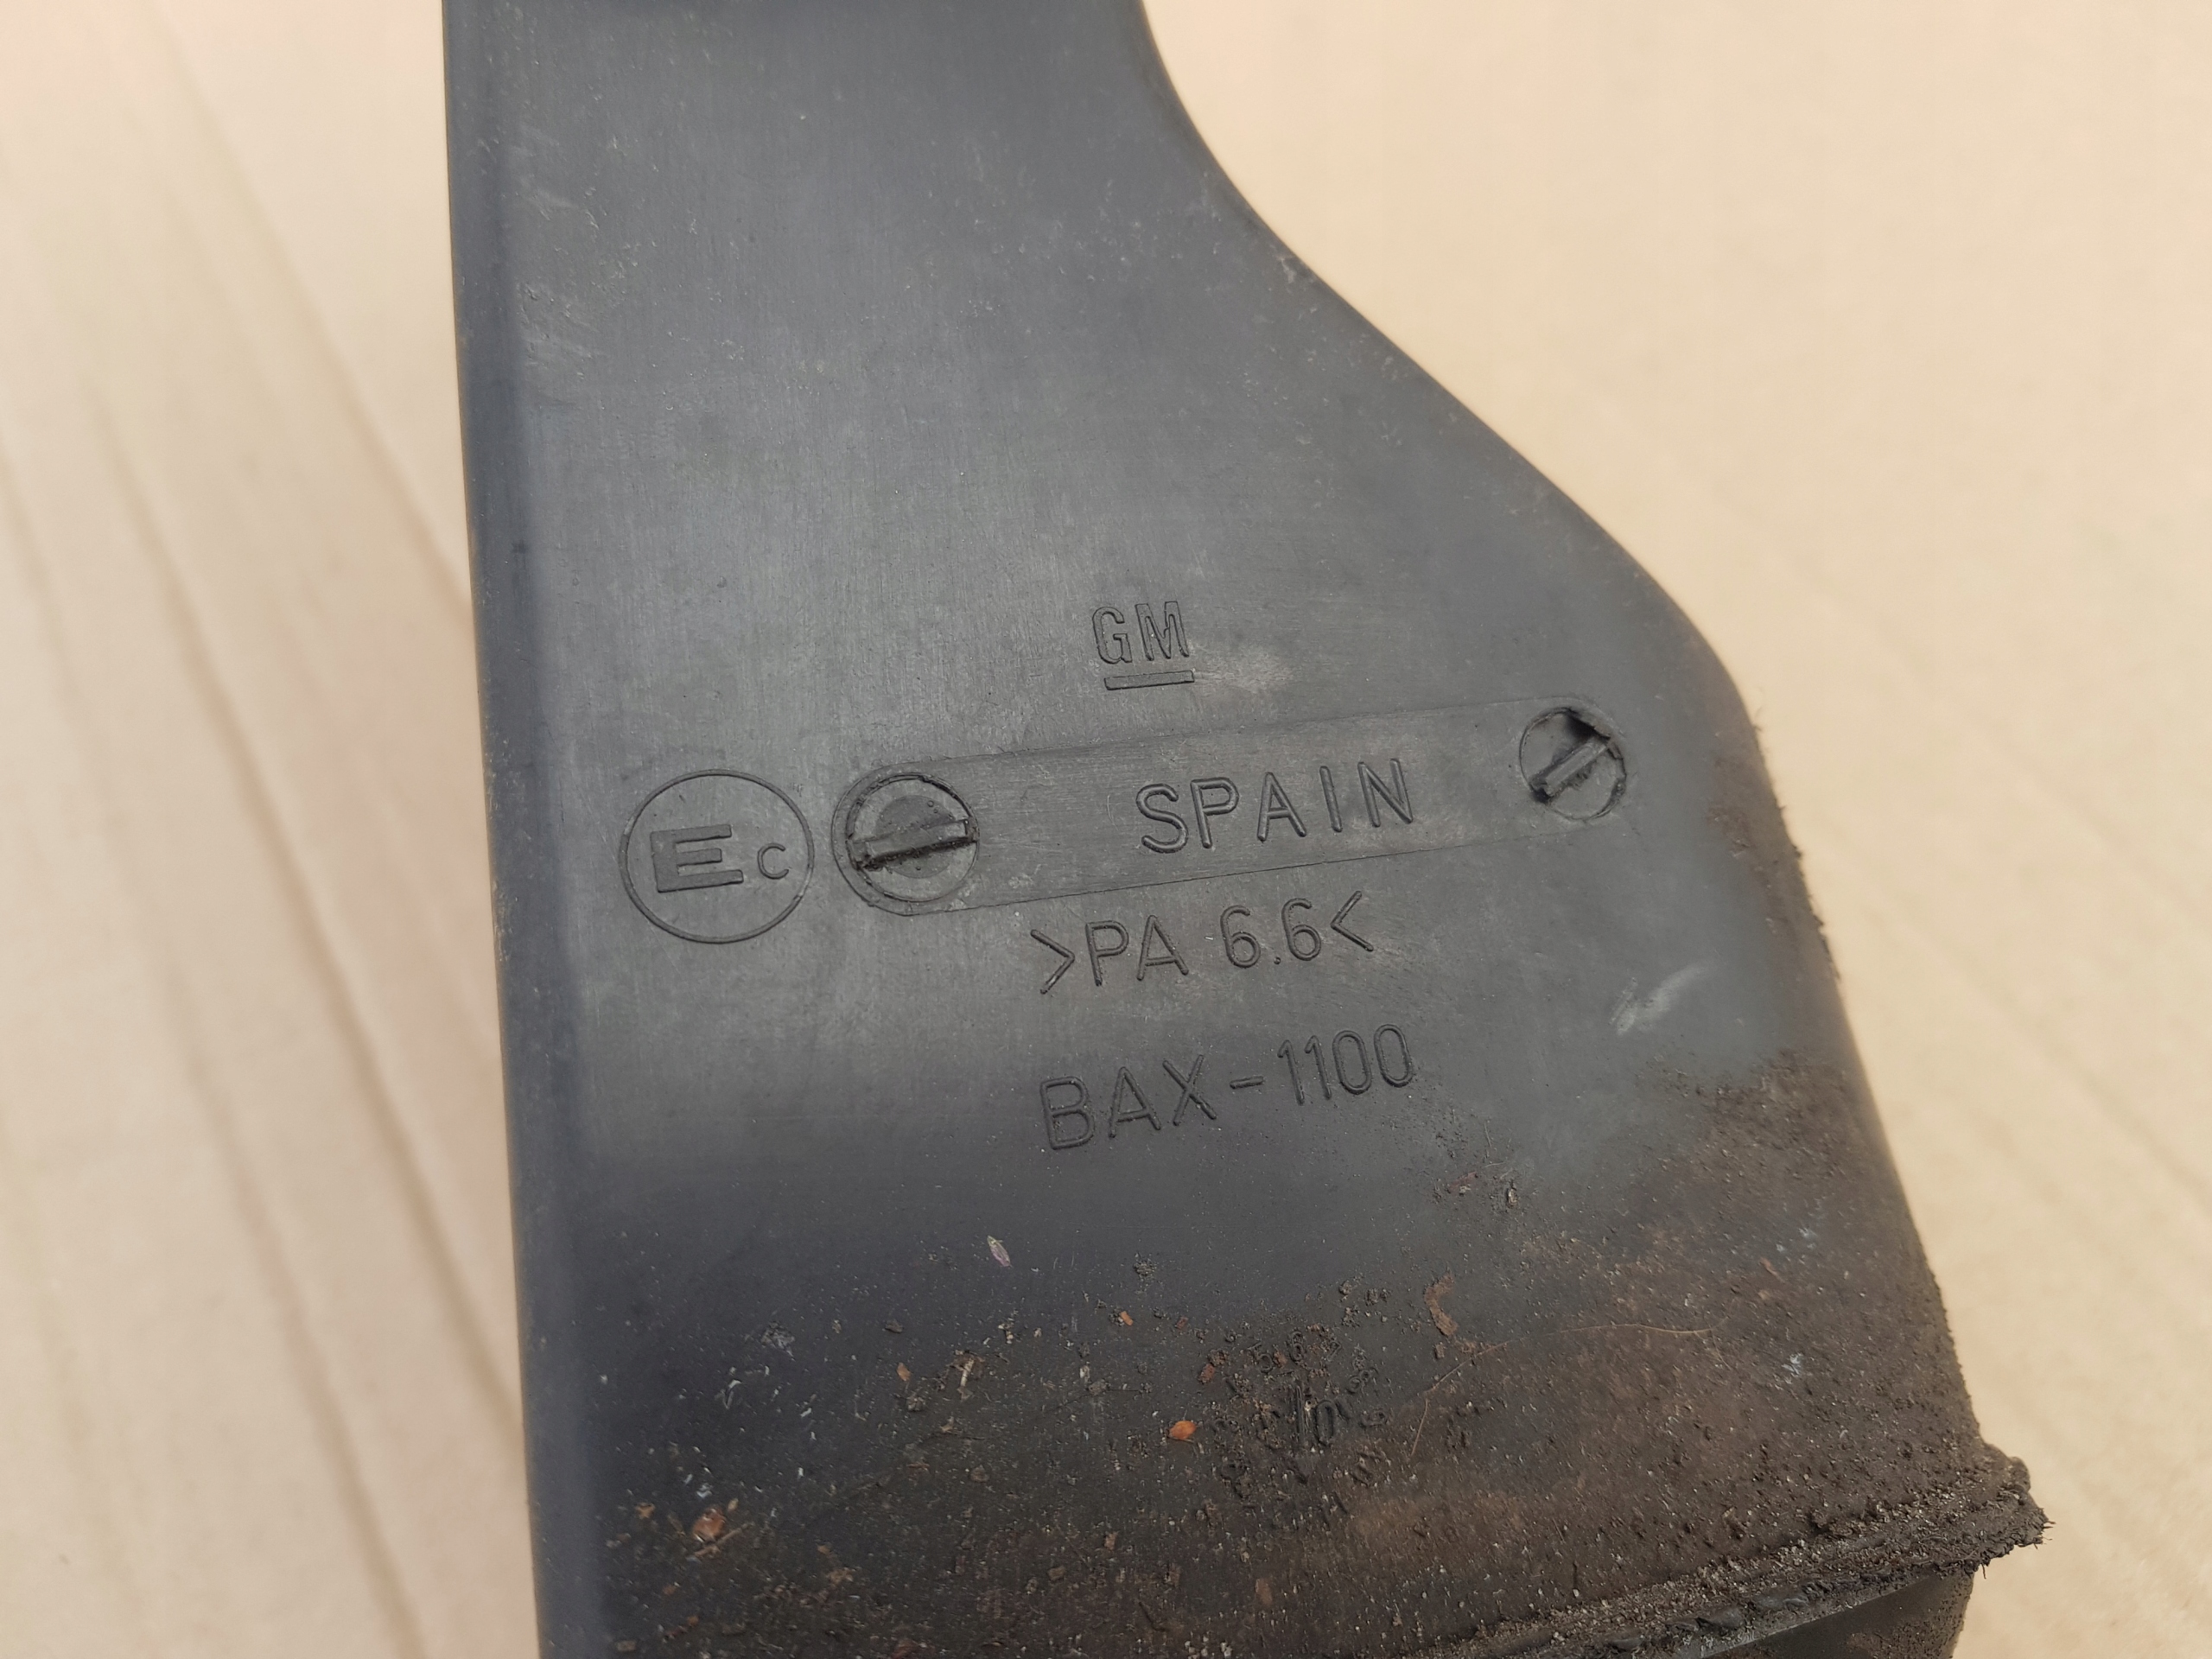 GM
Ec
SPAIN
>PA 6.6<
BAX-1100